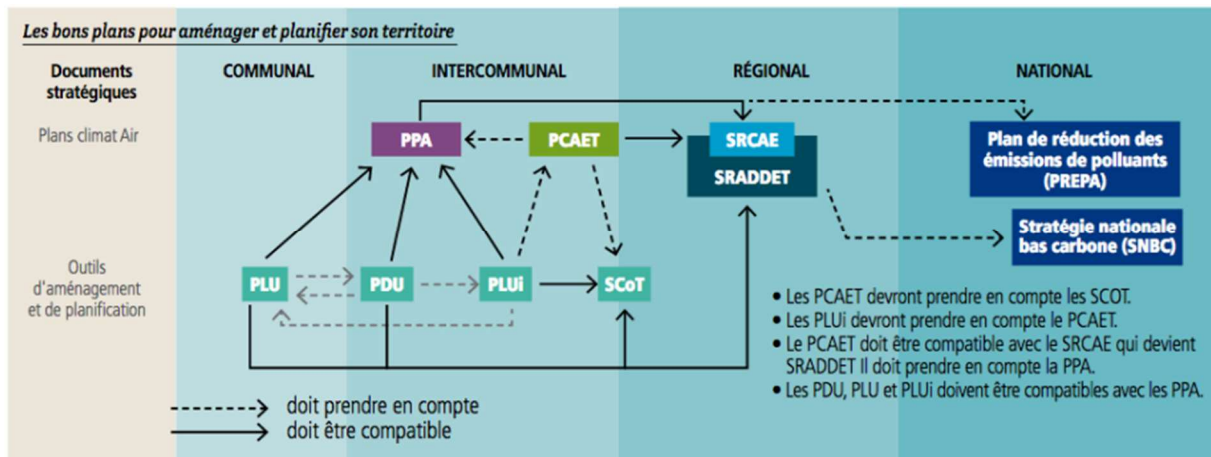 Les bons plans pour aménager et planifier son territoire
Documents
stratégiques
COMMUNAL
INTERCOMMUNAL
RÉGIONAL
NATIONAL
Plans climat Air
PPA
PCAET
SRCAE
SRADDET
Plan de réduction des
émissions de polluants
(PREPA)
Stratégie nationale
bas carbone (SNBC)
Outils
d'aménagement
et de planification
PLU
PDU
PLUi
SCoT
• Les PCAET devront prendre en compte les SCOT.
• Les PLUi devront prendre en compte le PCAET.
• Le PCAET doit être compatible avec le SRCAE qui devient
SRADDET Il doit prendre en compte la PPA.
• Les PDU, PLU et PLUi doivent être compatibles avec les PPA.
doit prendre en compte
doit être compatible